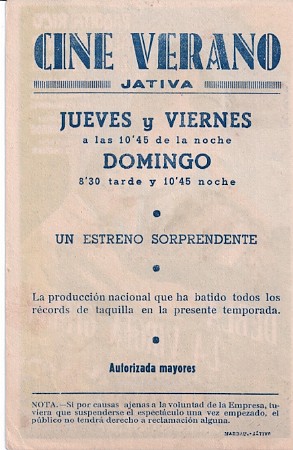 CINE VERANO
JATIVA
JUEVES y VIERNES
a las 10'45 de la noche
DOMINGO
8'30 tarde y 10'45 noche
UN ESTRENO SORPRENDENTE
La producción nacional que ha batido todos los
récords de taquilla en la presente temporada.
Autorizada mayores
NOTA.—Si por causas ajenas a la voluntad de la Empresa, tu-
viera que suspenderse el espectáculo una vez empezado, el
público no tendrá derecho a reclamación alguna.